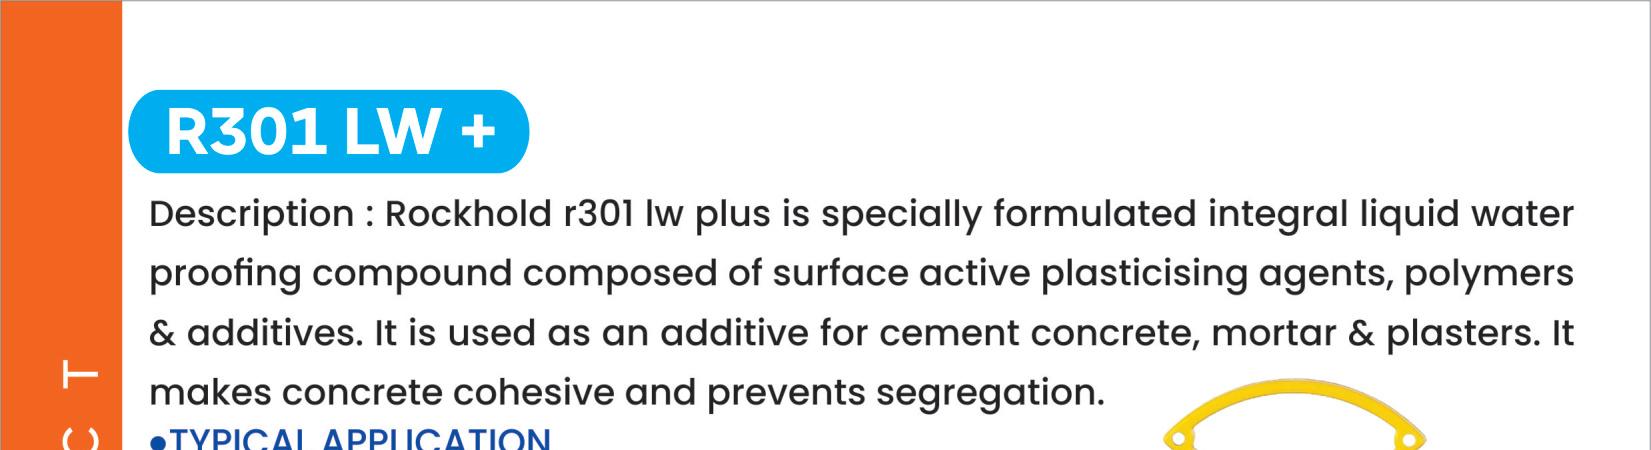 R301 LW +
Description : Rockhold r301 lw plus is specially formulated integral liquid water
proofing compound composed of surface active plasticising agents, polymers
& additives. It is used as an additive for cement concrete, mortar & plasters. It
makes concrete cohesive and prevents segregation.
●TYPICAL APPLICATION
C T